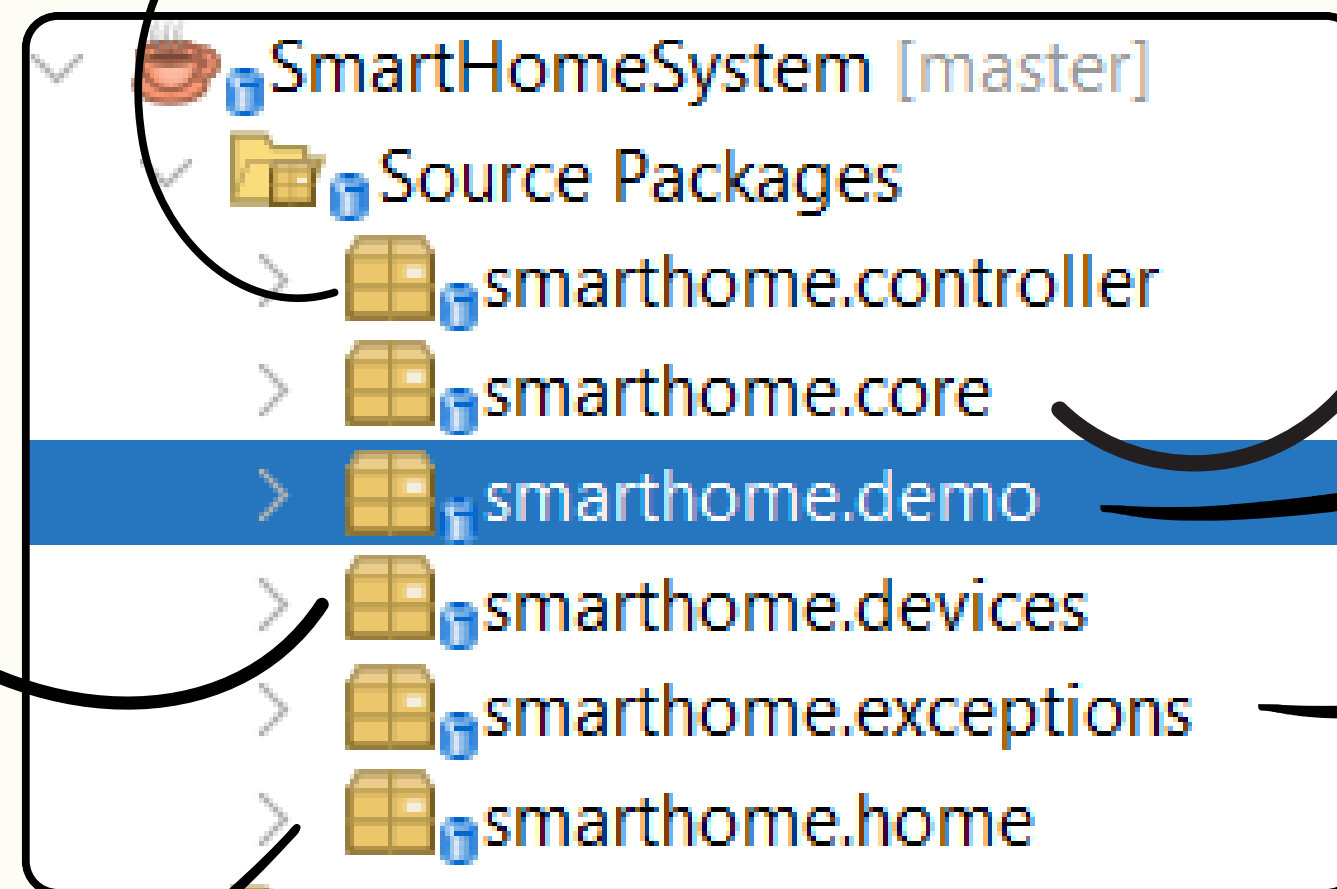 SmartHomeSystem [master]
Source Packages
smarthome.controller
smarthome.core
smarthome.demo
smarthome.devices
smarthome.exceptions
smarthome.home